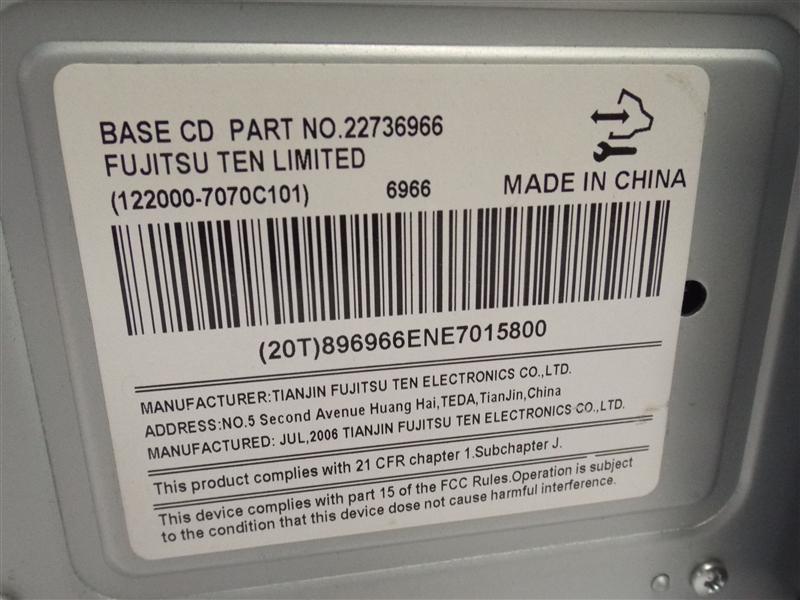 BASE CD PART NO.22736966
FUJITSU TEN LIMITED
(122000-7070C101) 6966 MADE IN CHINA
(20T)896966ENE7015800
MANUFACTURER:TIANJIN FUJITSU TEN ELECTRONICS CO.,LTD.
ADDRESS:NO.5 Second Avenue Huang Hai,TEDA,TianJin,China
MANUFACTURED: JUL,2006 TIANJIN FUJITSU TEN ELECTRONICS CO.,LTD.
This product complies with 21 CFR chapter 1.Subchapter J.
This device complies with part 15 of the FCC Rules.Operation is subject
to the condition that this device dose not cause harmful interference.